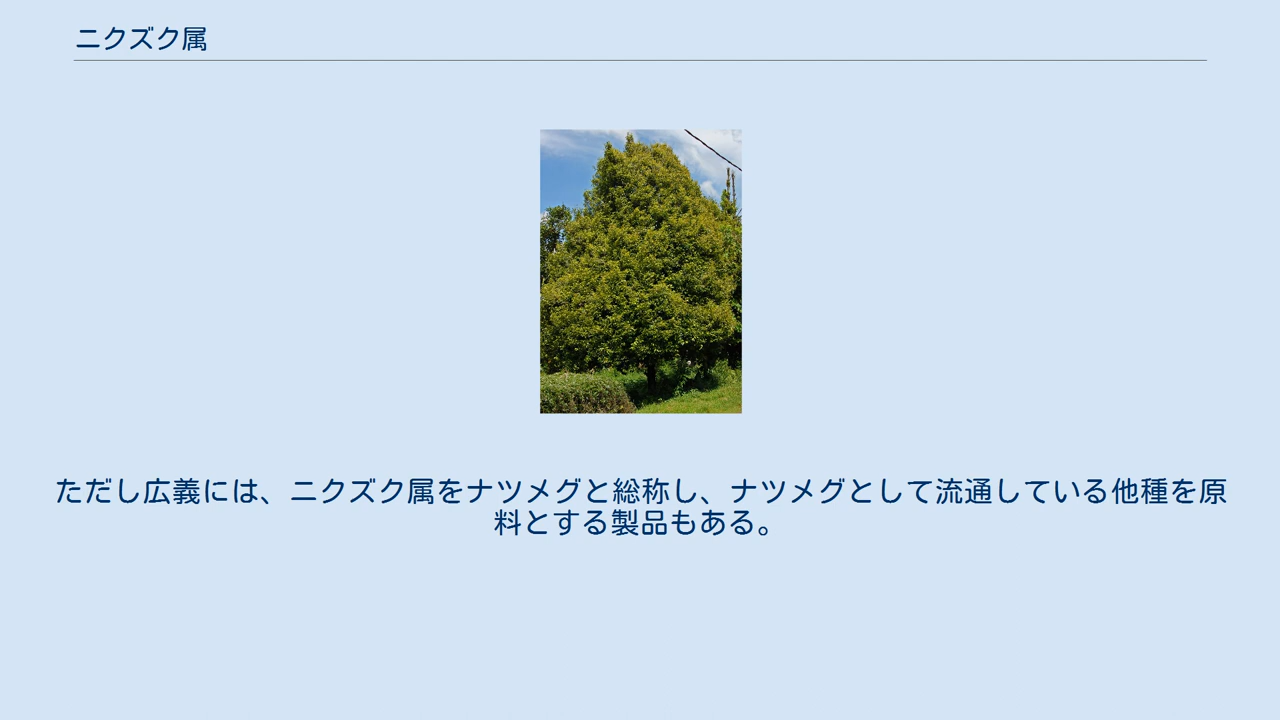 ニクズク属
ただし広義には、ニクズク属をナツメグと総称し、ナツメグとして流通している他種を原
料とする製品もある。